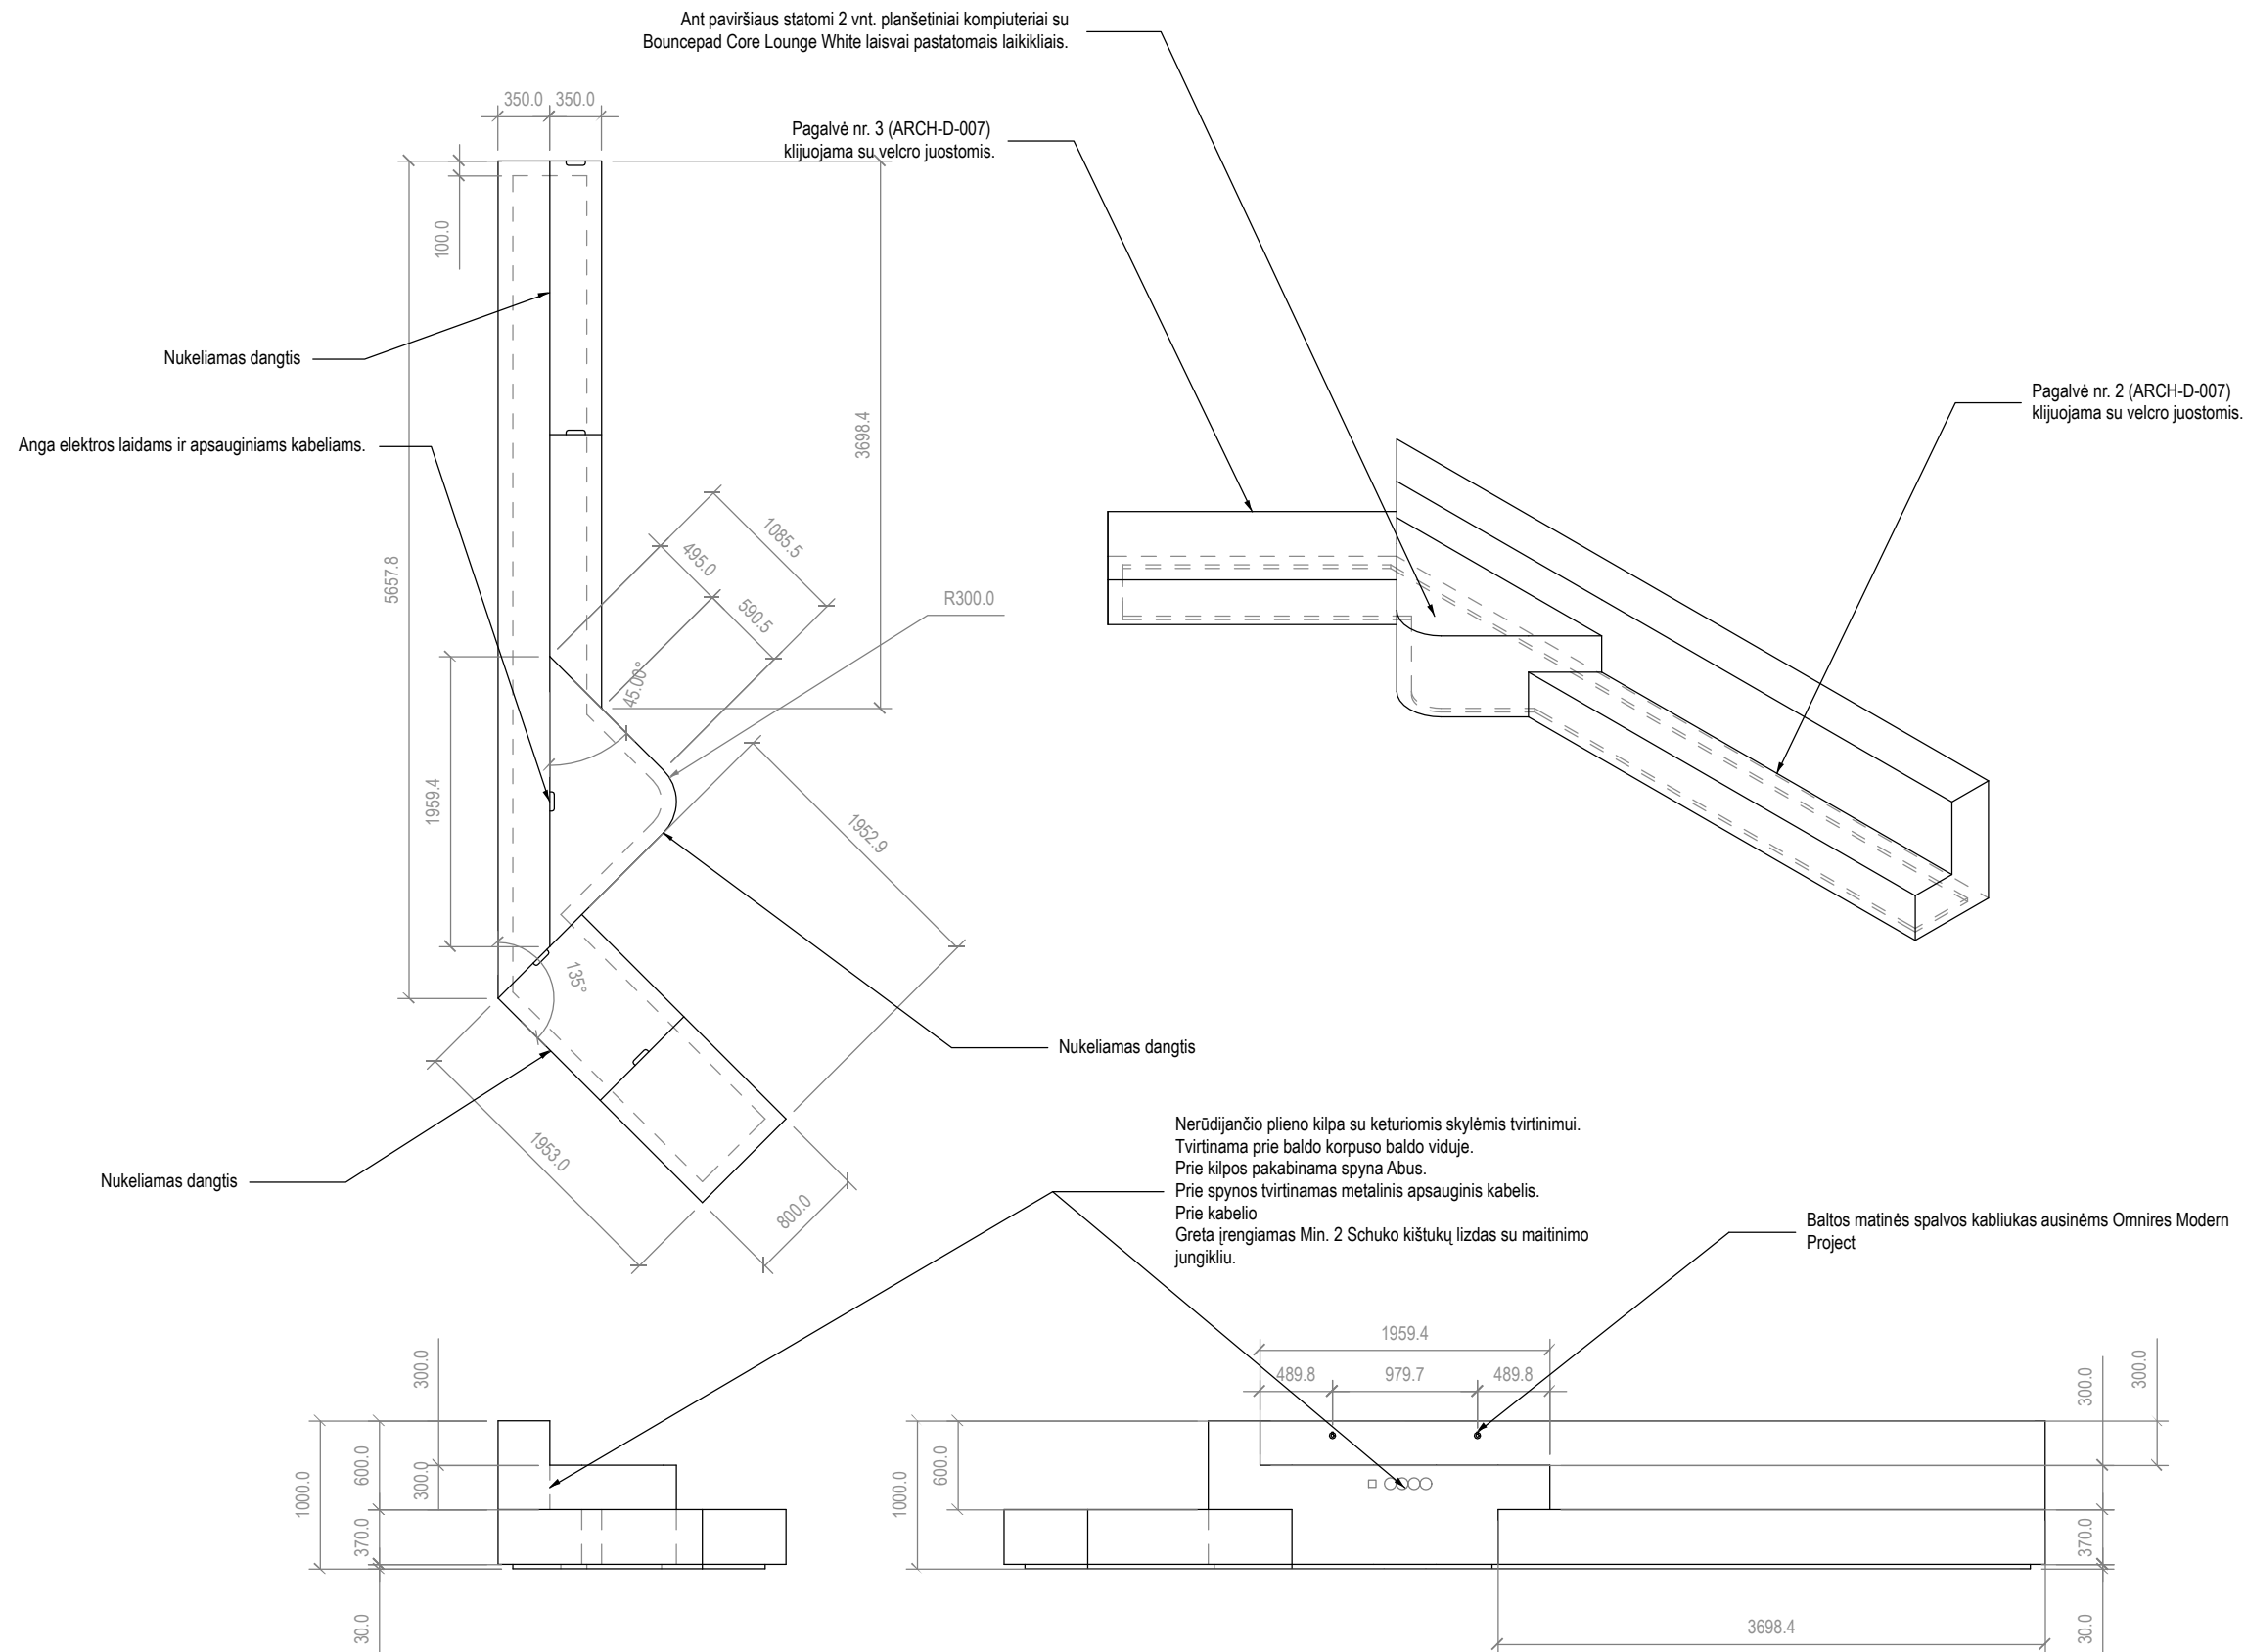 Ant paviršiaus statomi 2 vnt. planšetiniai kompiuteriai su
Bouncepad Core Lounge White laisvai pastatomais laikikliais.
350.0 350.0
Pagalvė nr. 3 (ARCH-D-007)
klijuojama su velcro juostomis.
100.0
Nukeliamas dangtis
Pagalvė nr. 2 (ARCH-D-007)
klijuojama su velcro juostomis.
3698.4
Anga elektros laidams ir apsauginiams kabeliams.
1085.5
495.0
590.5
5657.8
R300.0
45.00°
1959.4
1952.9
135°
Nukeliamas dangtis
1953.0
800.0
Nukeliamas dangtis
Nerūdijančio plieno kilpa su keturiomis skylėmis tvirtinimui.
Tvirtinama prie baldo korpuso baldo viduje.
Prie kilpos pakabinama spyna Abus.
Prie spynos tvirtinamas metalinis apsauginis kabelis.
Prie kabelio
Greta įrengiamas Min. 2 Schuko kištukų lizdas su maitinimo
jungikliu.
Baltos matinės spalvos kabliukas ausinėms Omnires Modern
Project
300.0
1000.0
600.0
300.0
370.0
30.0
1959.4
489.8 979.7 489.8
600.0
1000.0
300.0
300.0
370.0
30.0
3698.4